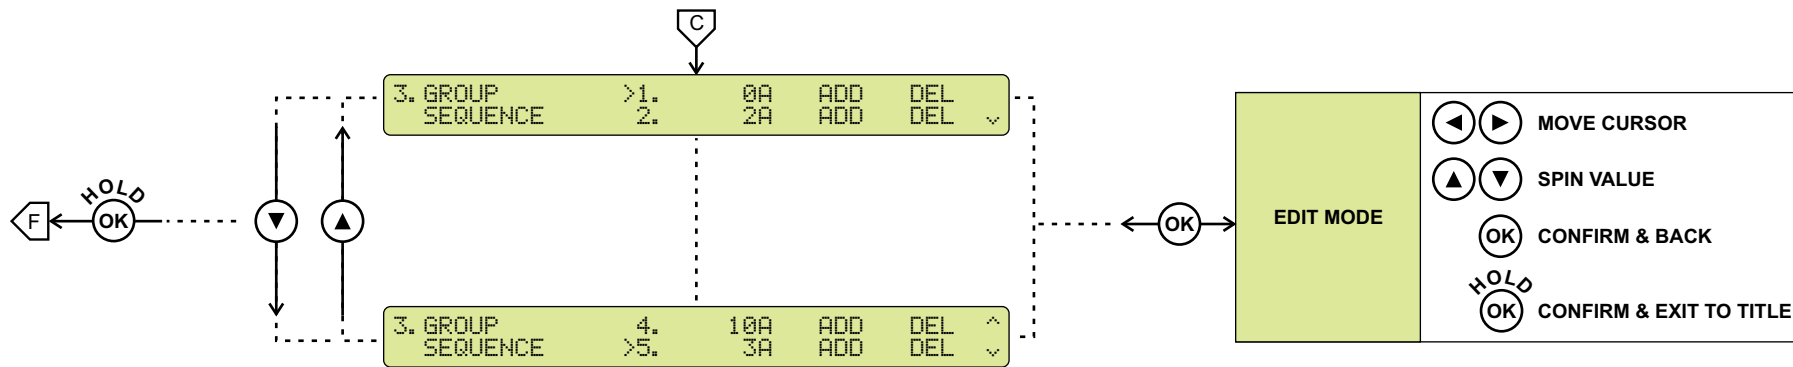 C
3. GROUP >1. 0A ADD DEL
SEQUENCE 2. 2A ADD DEL
MOVE CURSOR
SPIN VALUE
HOLD
F OK
OK
EDIT MODE
OK CONFIRM & BACK
HOLD
OK CONFIRM & EXIT TO TITLE
3. GROUP 4. 10A ADD DEL
SEQUENCE >5. 3A ADD DEL